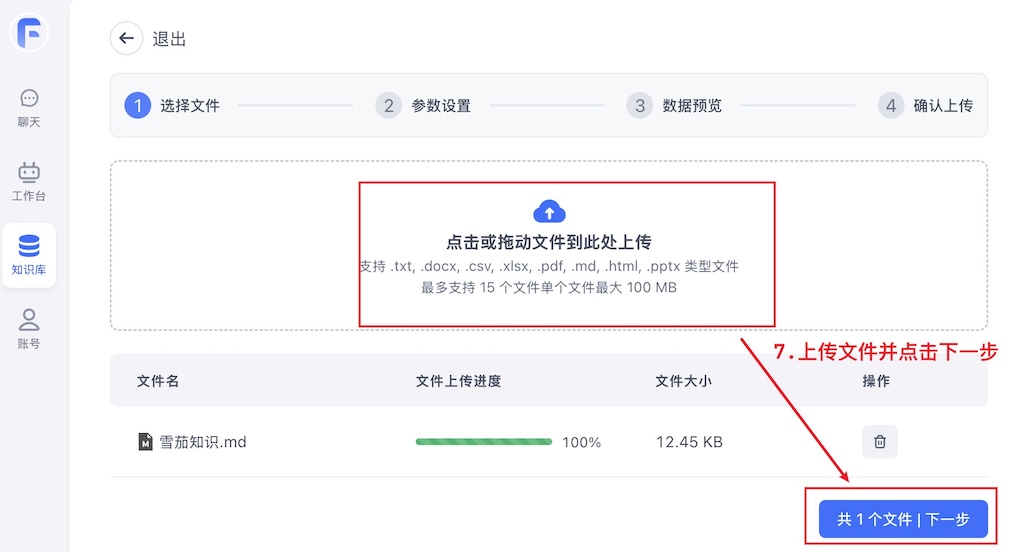 退出
1 选择文件
2 参数设置
3 数据预览
4 确认上传
聊天
工作台
知识库
账号
点击或拖动文件到此处上传
支持 .txt, .docx, .csv, .xlsx, .pdf, .md, .html, .pptx 类型文件
最多支持 15 个文件单个文件最大 100 MB
7.上传文件并点击下一步
文件名 文件上传进度 文件大小 操作
雪茄知识.md 100% 12.45 KB
共 1 个文件 | 下一步